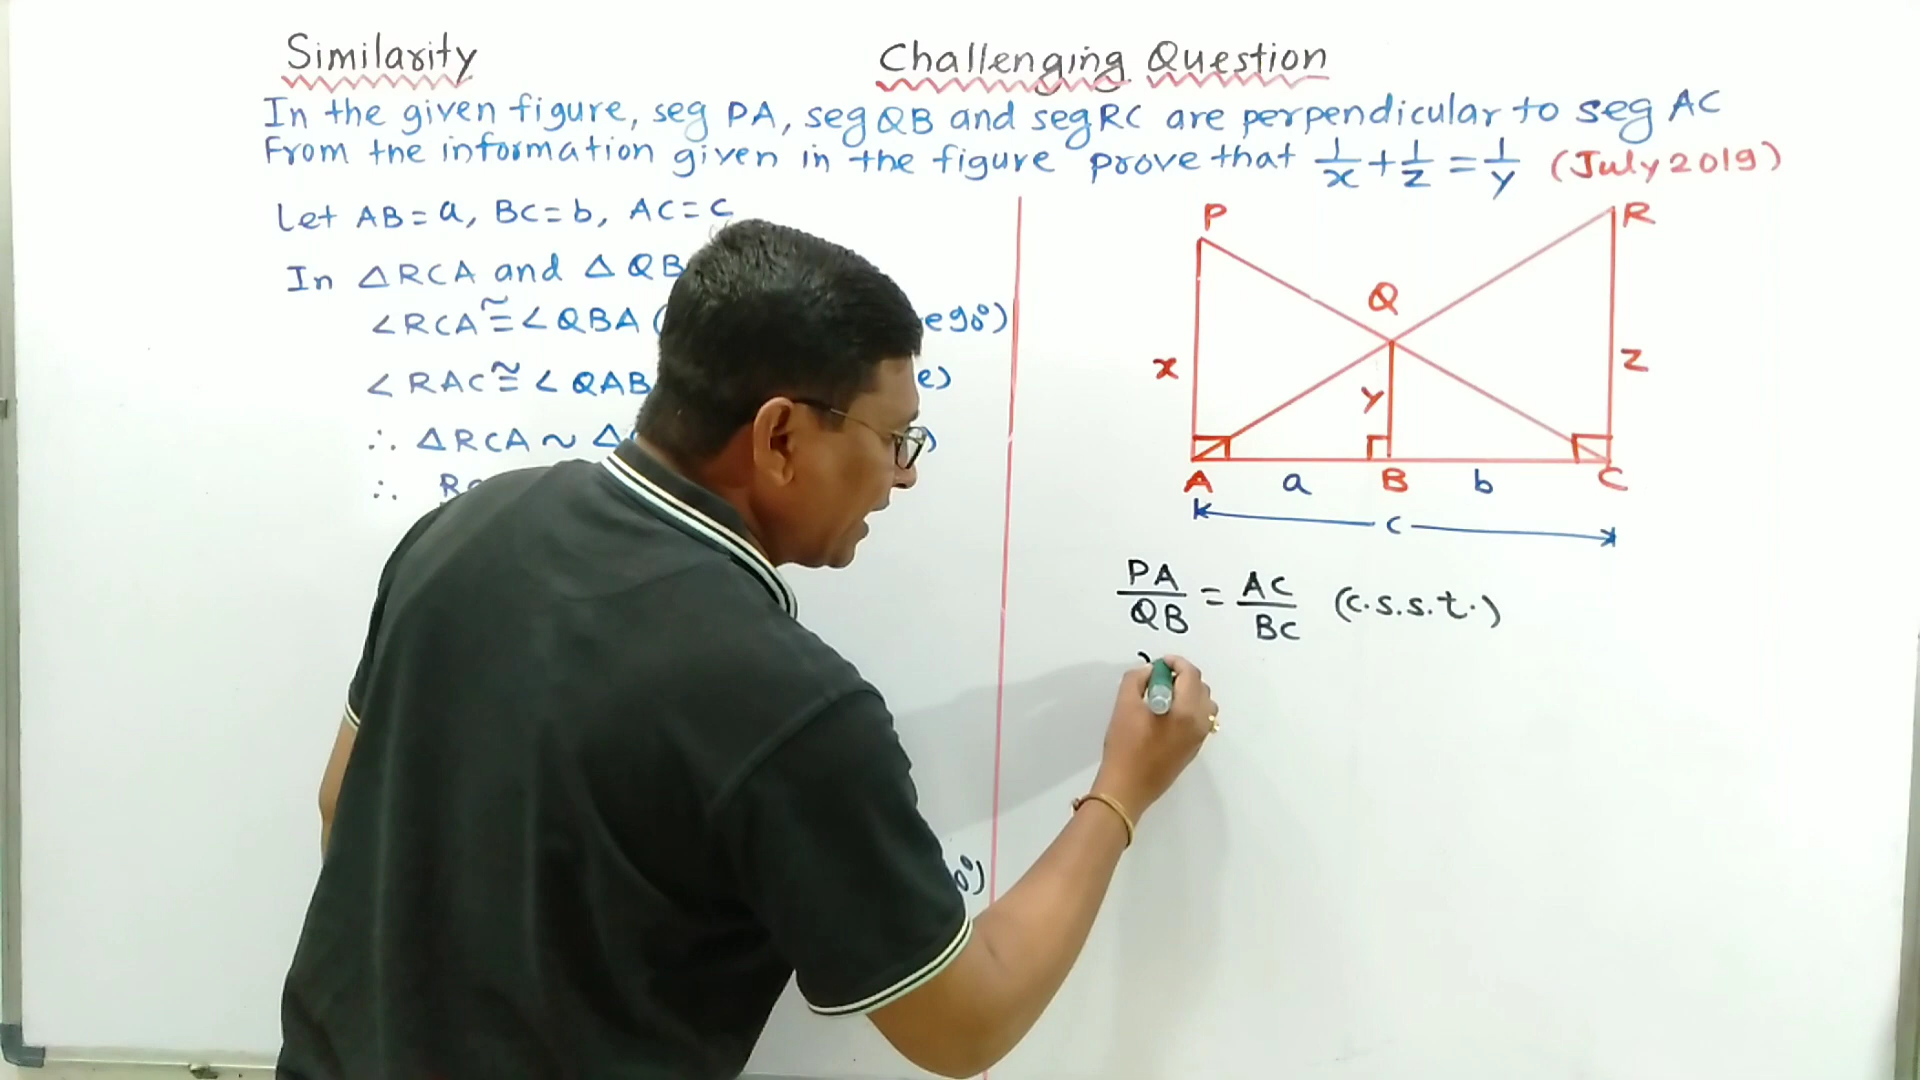 Similarity
Challenging Question
In the given figure, seg PA, seg QB and seg RC are perpendicular to seg AC
From the information given in the figure prove that 1/x + 1/z = 1/y (July 2019)
Let AB = a, BC = b, AC = c
In △RCA and △QB
∠RCA ≅ ∠QBA ( e 90°)
∠RAC ≅ ∠QAB e)
∴ △RCA ~ △ )
∴
0°)
P
R
Q
x
y
z
A a B b C
c
PA/QB = AC/BC (c.s.s.t.)